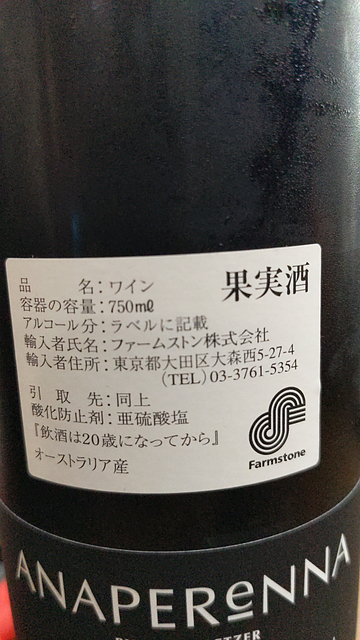 果実酒
品　　　名：ワイン
容器の容量：750mℓ
アルコール分：ラベルに記載
輸入者氏名：ファームストン株式会社
輸入者住所：東京都大田区大森西5-27-4
（TEL）03-3761-5354
引　取　先：同上
酸化防止剤：亜硫酸塩
『飲酒は20歳になってから』
オーストラリア産
Farmstone
ANAPEReNNA